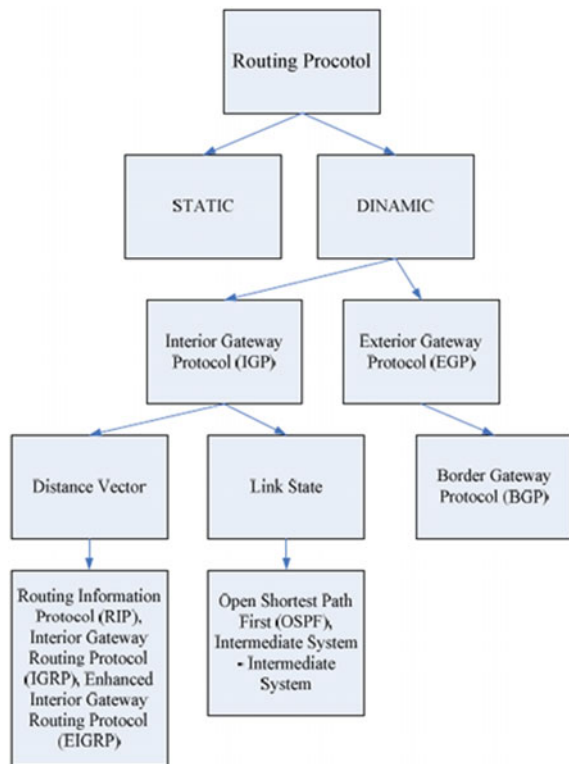 Routing Procotol
STATIC
DINAMIC
Interior Gateway
Protocol (IGP)
Exterior Gateway
Protocol (EGP)
Distance Vector
Link State
Border Gateway
Protocol (BGP)
Routing Information
Protocol (RIP),
Interior Gateway
Routing Protocol
(IGRP), Enhanced
Interior Gateway
Routing Protocol
(EIGRP)
Open Shortest Path
First (OSPF),
Intermediate System
- Intermediate
System